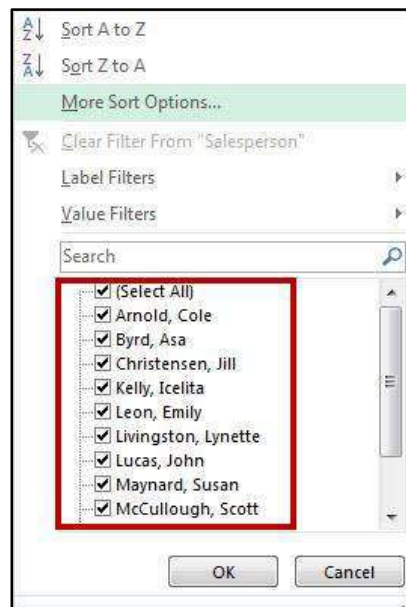 Sort A to Z
Sort Z to A
More Sort Options...
Clear Filter From "Salesperson"
Label Filters
Value Filters
Search
(Select All)
Arnold, Cole
Byrd, Asa
Christensen, Jill
Kelly, Icelita
Leon, Emily
Livingston, Lynette
Lucas, John
Maynard, Susan
McCullough, Scott
OK
Cancel